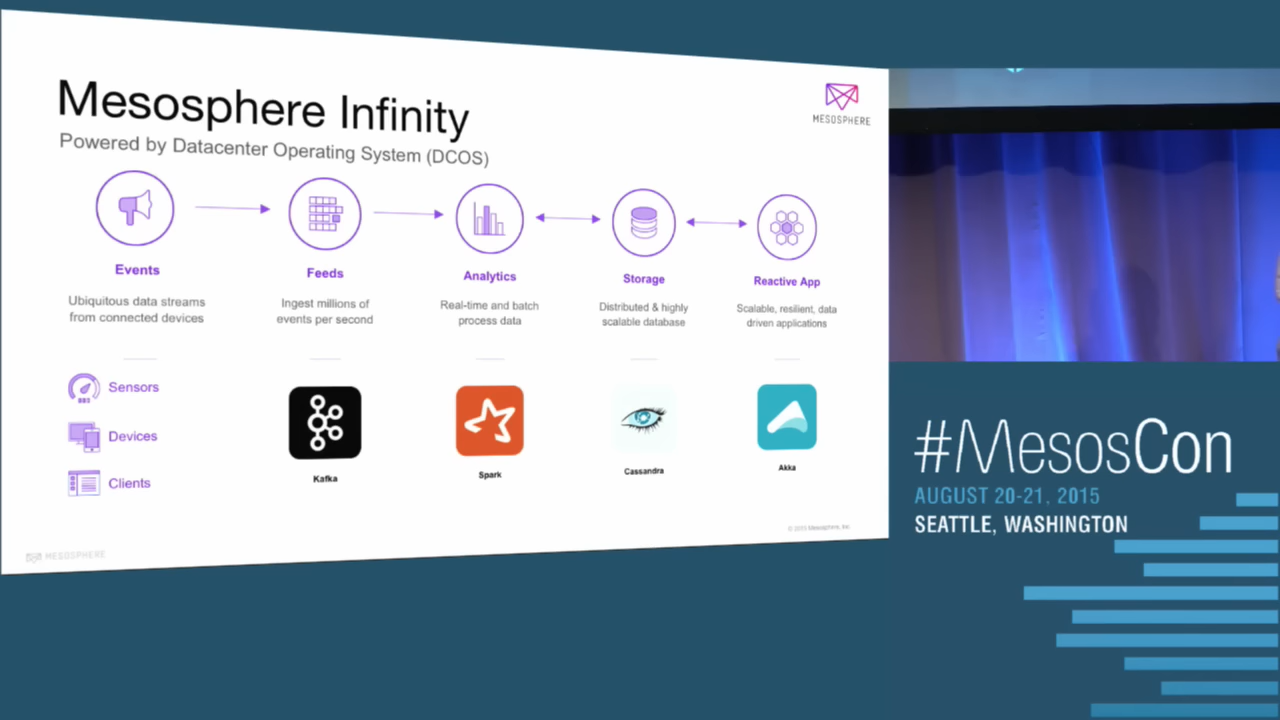 Mesosphere Infinity
Powered by Datacenter Operating System (DCOS)
MESOSPHERE
Events
Ubiquitous data streams
from connected devices
Feeds
Ingest millions of
events per second
Analytics
Real-time and batch
process data
Storage
Distributed & highly
scalable database
Reactive App
Scalable, resilient, data
driven applications
Sensors
Devices
Clients
Kafka
Spark
Cassandra
Akka
© 2015 Mesosphere, Inc.
MESOSPHERE
#MesosCon
AUGUST 20-21, 2015
SEATTLE, WASHINGTON